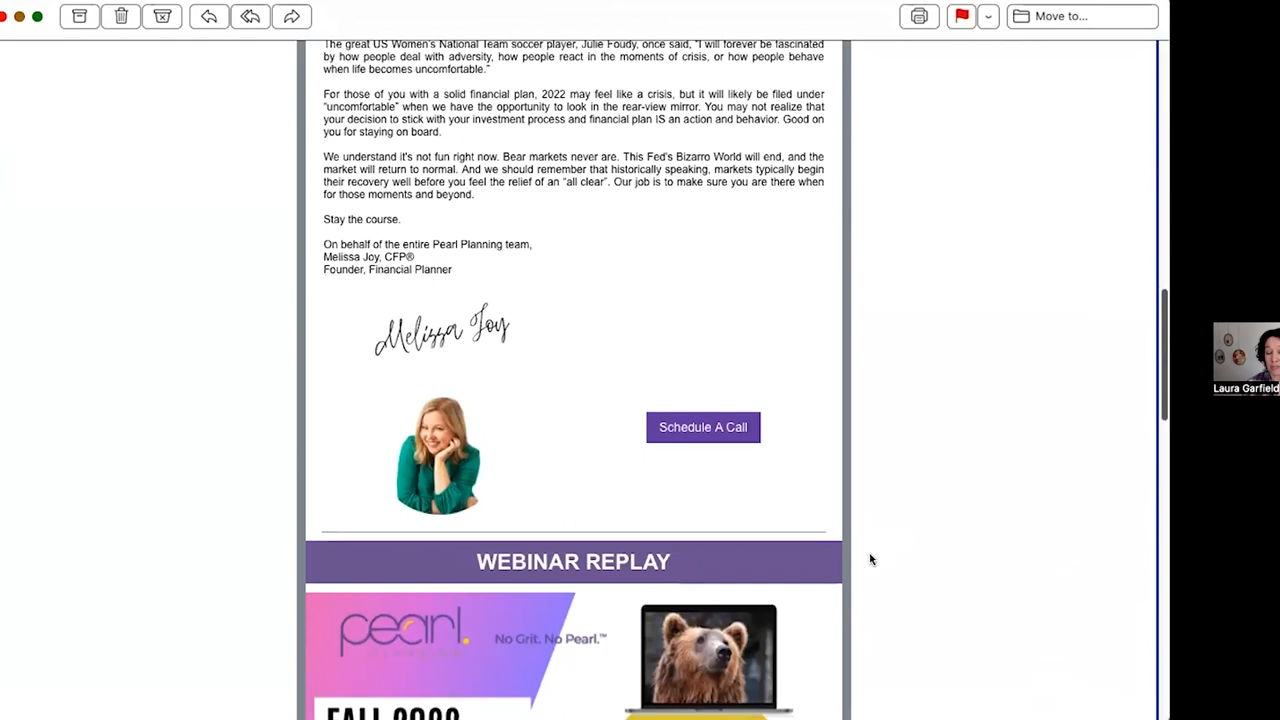 Move to...
The great US Women's National Team soccer player, Julie Foudy, once said, "I will forever be fascinated
by how people deal with adversity, how people react in the moments of crisis, or how people behave
when life becomes uncomfortable."
For those of you with a solid financial plan, 2022 may feel like a crisis, but it will likely be filed under
"uncomfortable" when we have the opportunity to look in the rear-view mirror. You may not realize that
your decision to stick with your investment process and financial plan IS an action and behavior. Good on
you for staying on board.
We understand it's not fun right now. Bear markets never are. This Fed's Bizarro World will end, and the
market will return to normal. And we should remember that historically speaking, markets typically begin
their recovery well before you feel the relief of an "all clear". Our job is to make sure you are there when
for those moments and beyond.
Stay the course.
On behalf of the entire Pearl Planning team,
Melissa Joy, CFP®
Founder, Financial Planner
Melissa Joy
Schedule A Call
Laura Garfield
WEBINAR REPLAY
pearl.
No Grit. No Pearl.™